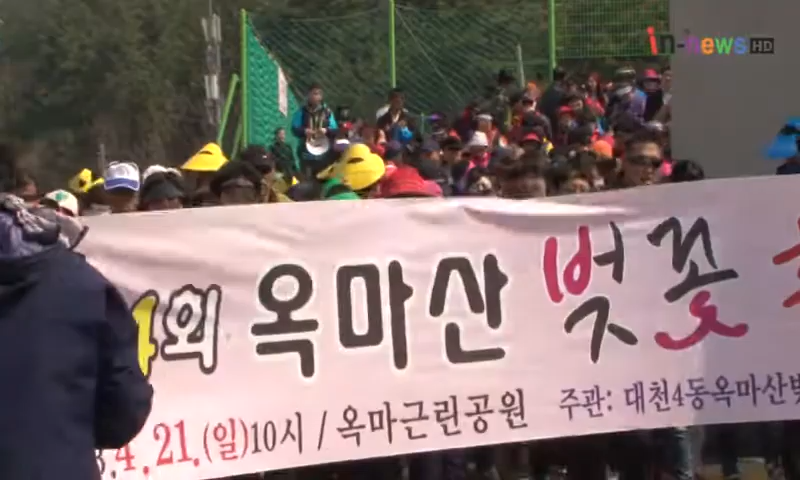 in-news HD
4회 옥마산 벚꽃
3.4.21.(일)10시 / 옥마근린공원 주관: 대천4동옥마산벚